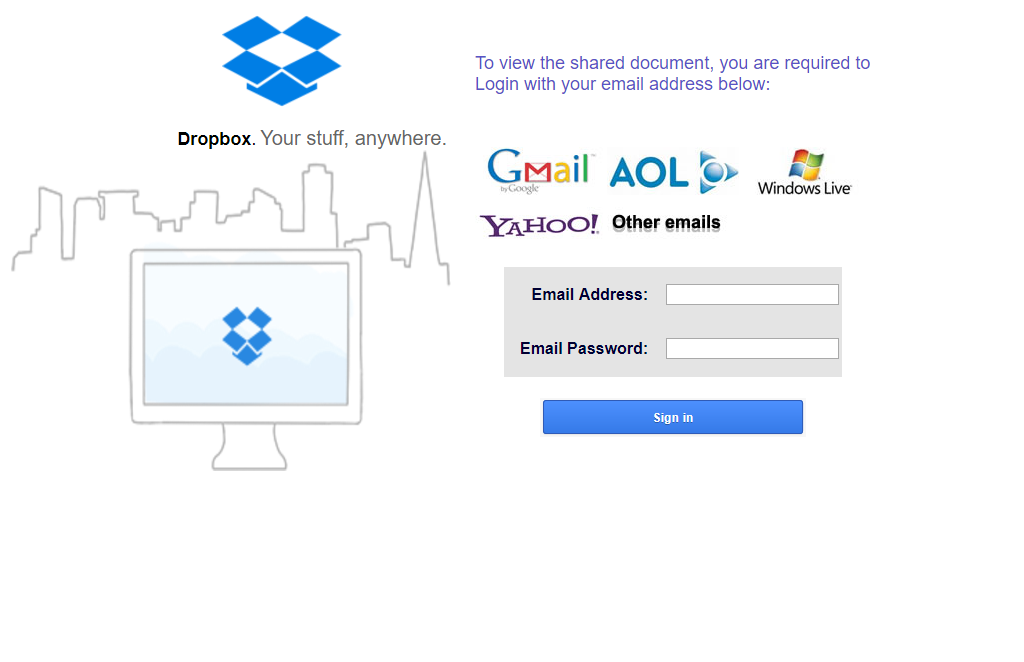 Dropbox. Your stuff, anywhere.
To view the shared document, you are required to
Login with your email address below:
Gmail
by Google
AOL
Windows Live
YAHOO!
Other emails
Email Address:
Email Password:
Sign in